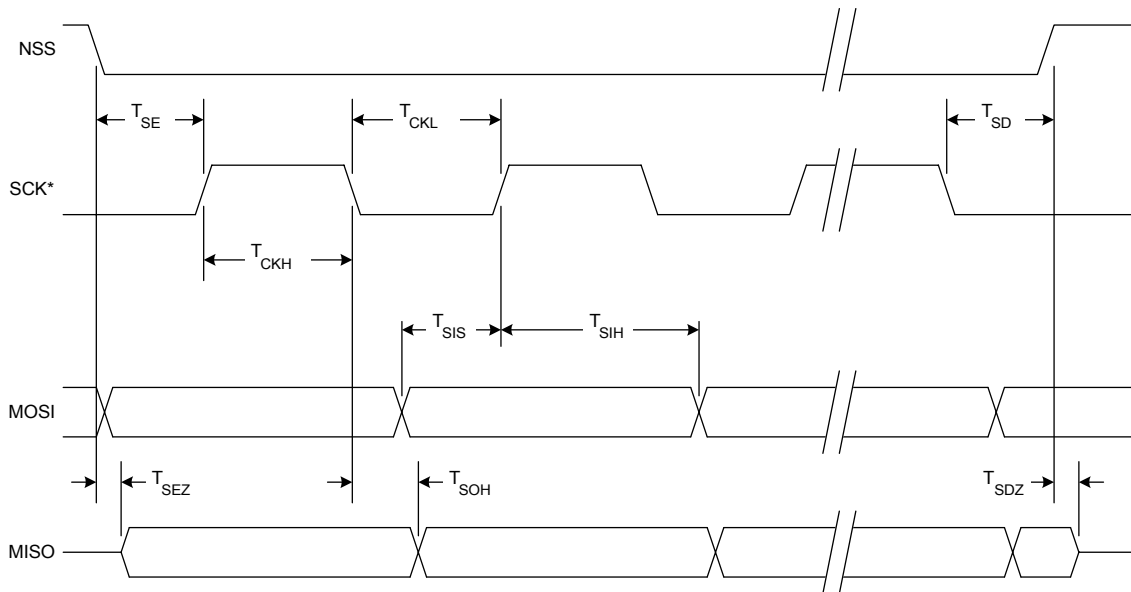 NSS
T_SE
T_CKL
T_SD
SCK*
T_CKH
T_SIS
T_SIH
MOSI
T_SEZ
T_SOH
T_SDZ
MISO